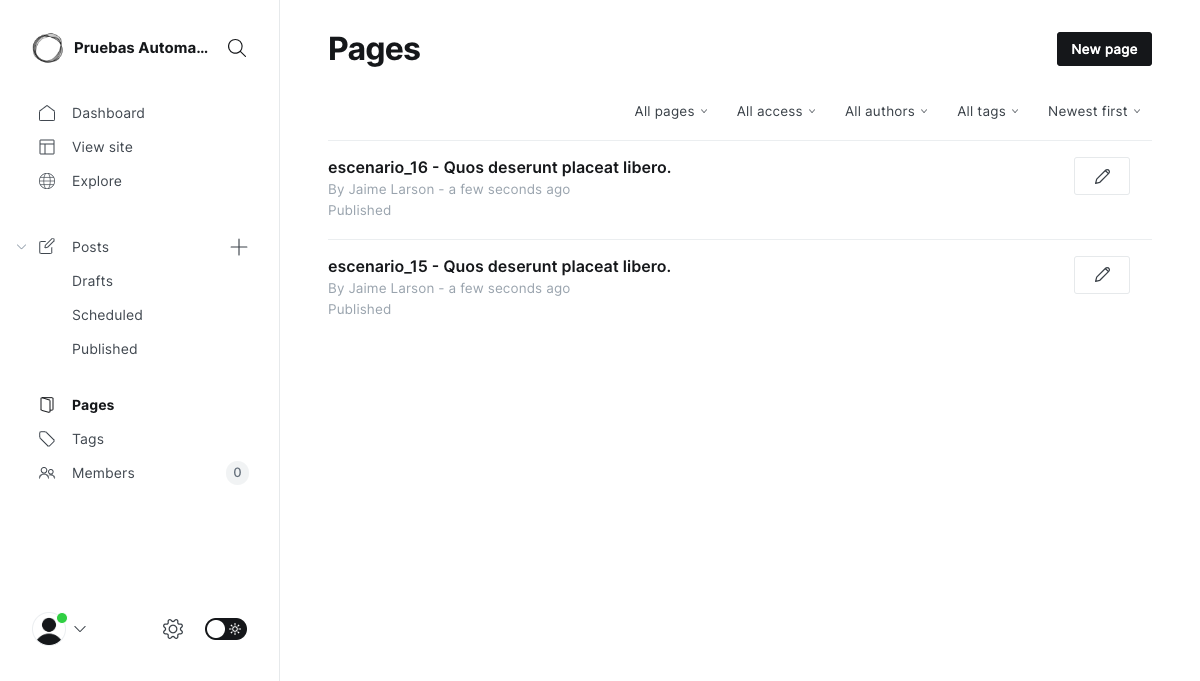 Pruebas Automa...
Dashboard
View site
Explore
Posts
Drafts
Scheduled
Published
Pages
Tags
Members
0
Pages
New page
All pages
All access
All authors
All tags
Newest first
escenario_16 - Quos deserunt placeat libero.
By Jaime Larson - a few seconds ago
Published
escenario_15 - Quos deserunt placeat libero.
By Jaime Larson - a few seconds ago
Published